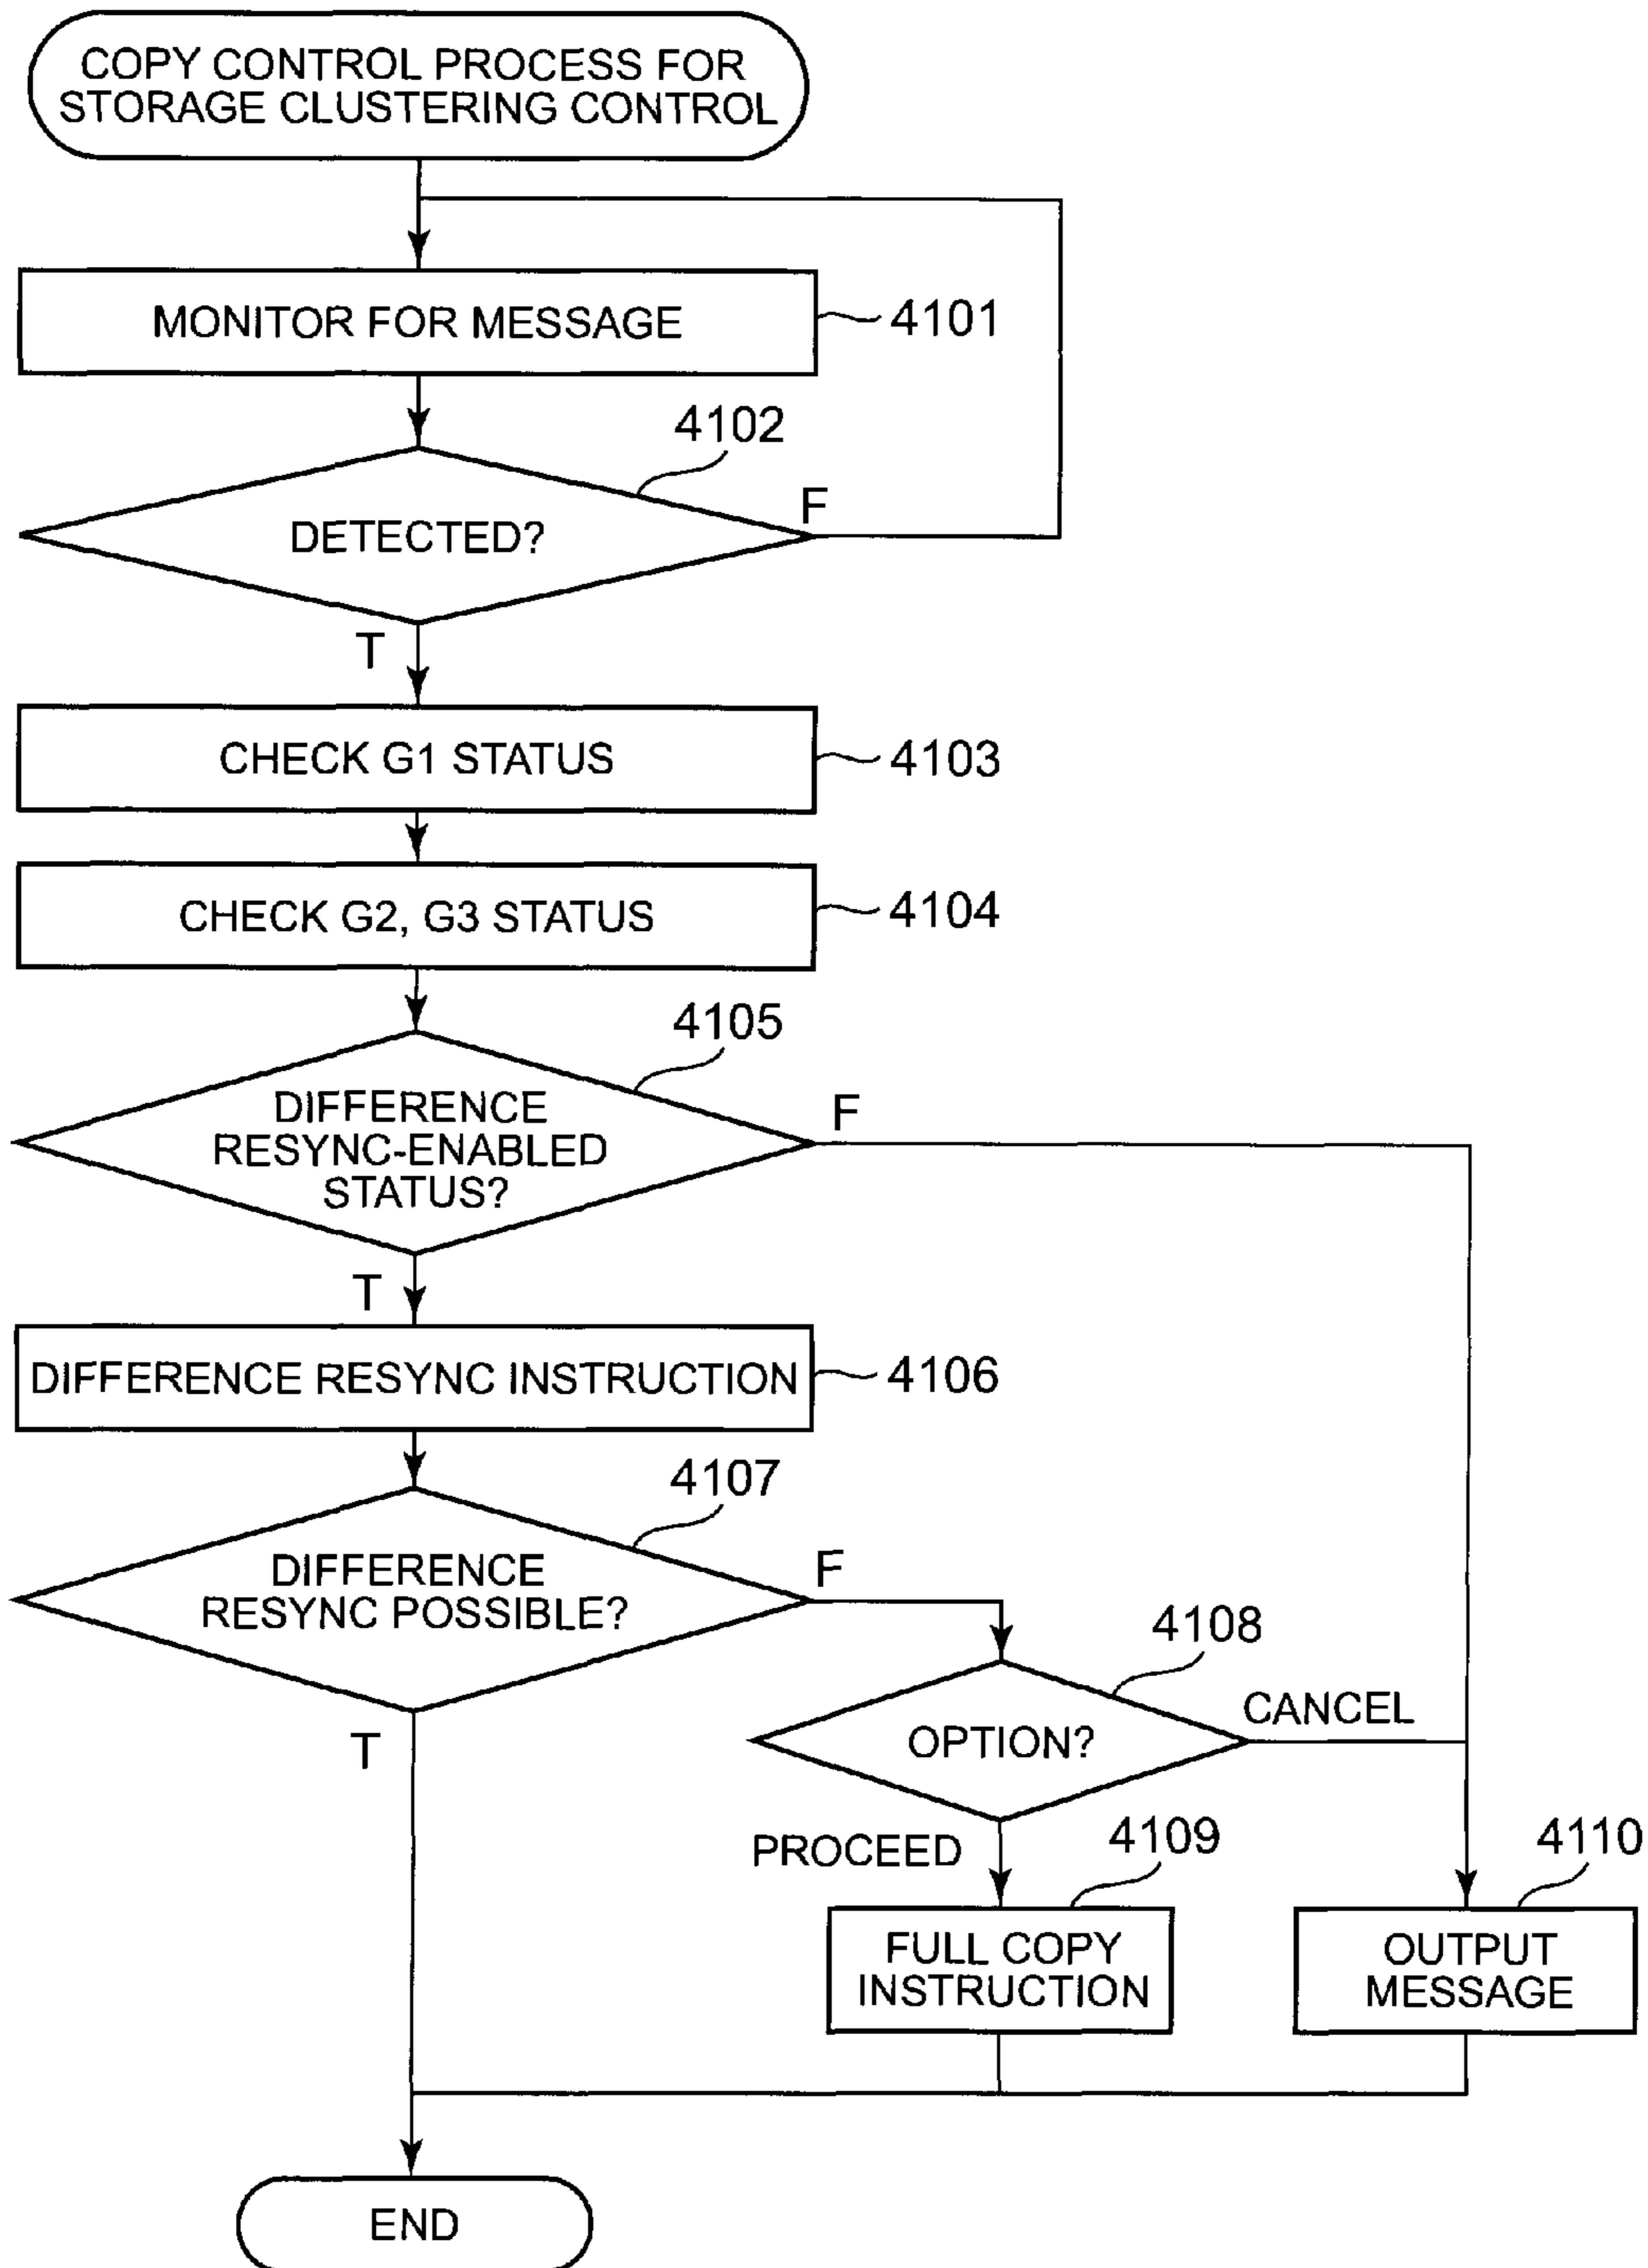 COPY CONTROL PROCESS FOR
STORAGE CLUSTERING CONTROL
MONITOR FOR MESSAGE
4101
4102
DETECTED?
F
T
CHECK G1 STATUS
4103
CHECK G2, G3 STATUS
4104
4105
DIFFERENCE
RESYNC-ENABLED
STATUS?
F
T
DIFFERENCE RESYNC INSTRUCTION
4106
4107
DIFFERENCE
RESYNC POSSIBLE?
F
T
4108
OPTION?
CANCEL
PROCEED
4109
FULL COPY
INSTRUCTION
4110
OUTPUT
MESSAGE
END